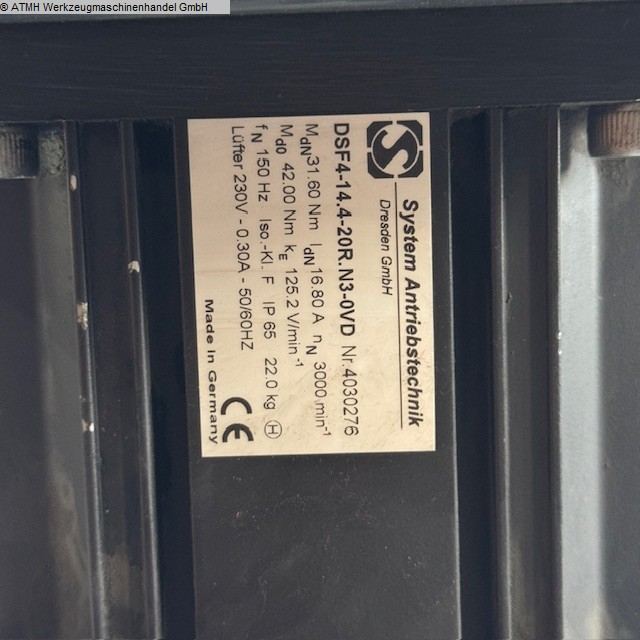 © ATMH Werkzeugmaschinenhandel GmbH
S System Antriebstechnik
Dresden GmbH
DSF4-14.4-20R.N3-0VD Nr.4030276
MdN 31.60 Nm IdN 16.80 A nN 3000 min-1
Md0 42.00 Nm kE 125.2 V/min-1
fN 150 Hz Iso.-Kl. F IP 65 22.0 kg H
Lüfter 230V - 0.30A - 50/60HZ
CE
Made In Germany